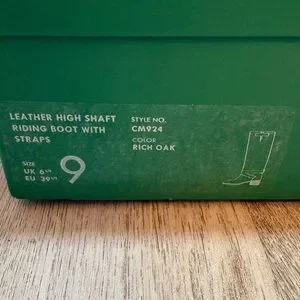 LEATHER HIGH SHAFT
RIDING BOOT WITH
STRAPS
STYLE NO.
CM924
COLOR
RICH OAK
SIZE
UK 6½
EU 39½
9